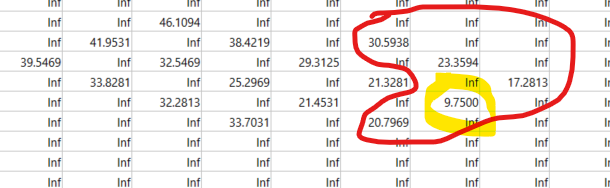 Inf Inf Inf Inf Inf Inf Inf Inf
Inf Inf 46.1094 Inf Inf Inf Inf Inf
Inf 41.9531 Inf 38.4219 Inf 30.5938 Inf Inf
39.5469 Inf 32.5469 Inf 29.3125 Inf 23.3594 Inf
Inf 33.8281 Inf 25.2969 Inf 21.3281 Inf 17.2813
Inf Inf 32.2813 Inf 21.4531 Inf 9.7500 Inf
Inf Inf Inf 33.7031 Inf 20.7969 Inf Inf
Inf Inf Inf Inf Inf Inf Inf Inf
Inf Inf Inf Inf Inf Inf Inf Inf